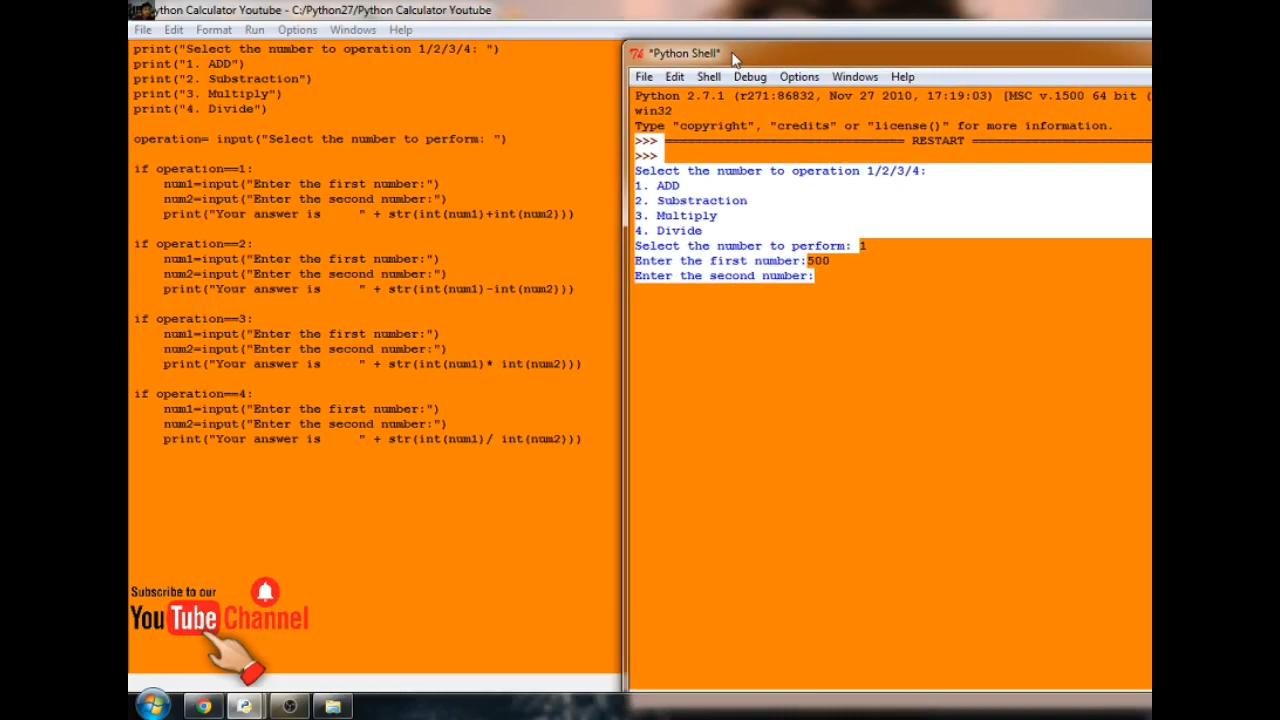 ython Calculator Youtube - C:/Python27/Python Calculator Youtube
File Edit Format Run Options Windows Help
print("Select the number to operation 1/2/3/4: ")
print("1. ADD")
print("2. Substraction")
print("3. Multiply")
print("4. Divide")
operation= input("Select the number to perform: ")
if operation==1:
num1=input("Enter the first number:")
num2=input("Enter the second number:")
print("Your answer is     " + str(int(num1)+int(num2)))
if operation==2:
num1=input("Enter the first number:")
num2=input("Enter the second number:")
print("Your answer is     " + str(int(num1)-int(num2)))
if operation==3:
num1=input("Enter the first number:")
num2=input("Enter the second number:")
print("Your answer is     " + str(int(num1)* int(num2)))
if operation==4:
num1=input("Enter the first number:")
num2=input("Enter the second number:")
print("Your answer is     " + str(int(num1)/ int(num2)))
Subscribe to our
YouTube Channel
*Python Shell*
File Edit Shell Debug Options Windows Help
Python 2.7.1 (r271:86832, Nov 27 2010, 17:19:03) [MSC v.1500 64 bit (
win32
Type "copyright", "credits" or "license()" for more information.
>>> ================================ RESTART ========================
>>>
Select the number to operation 1/2/3/4:
1. ADD
2. Substraction
3. Multiply
4. Divide
Select the number to perform: 1
Enter the first number:500
Enter the second number: